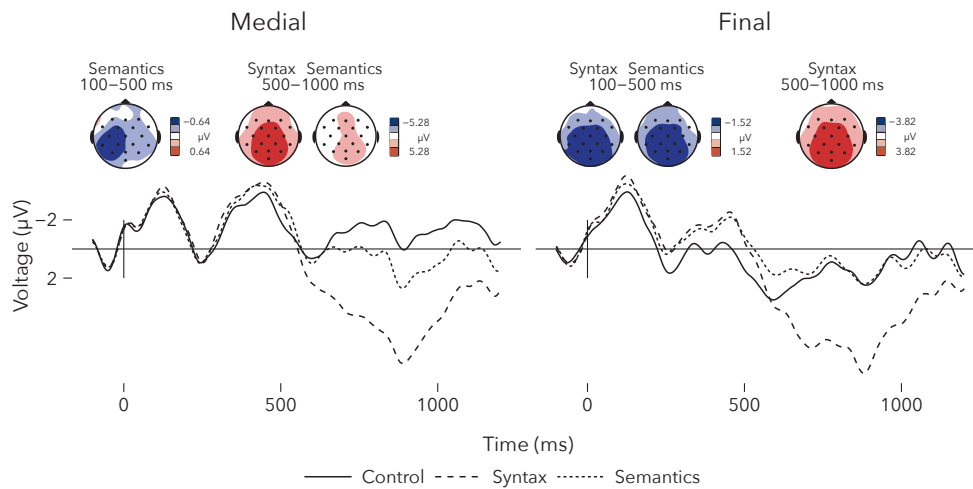 Medial
Final
Semantics
100–500 ms
Syntax Semantics
500–1000 ms
Syntax Semantics
100–500 ms
Syntax
500–1000 ms
−0.64
μV
0.64
−5.28
μV
5.28
−1.52
μV
1.52
−3.82
μV
3.82
Voltage (μV)
−2
2
0 500 1000
0 500 1000
Time (ms)
Control Syntax Semantics